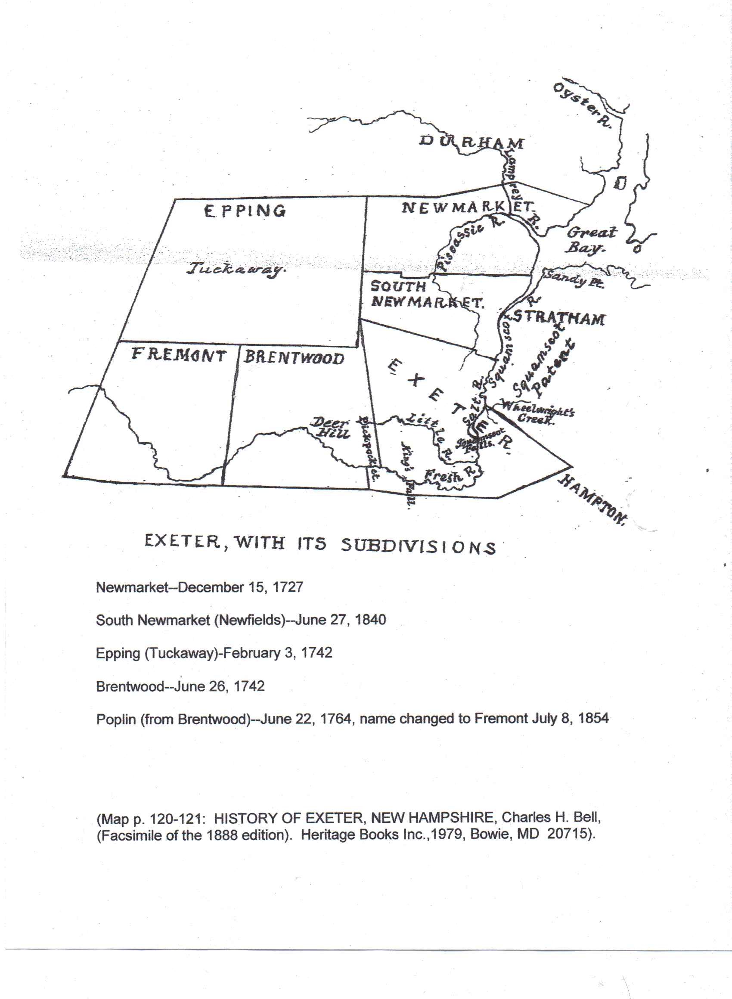 Oyster R.
DURHAM
Lamprey R.
EPPING
NEWMARKET.
Piscassic R.
Great
Bay.
Tuckaway.
Sandy Pt.
SOUTH
NEWMARKET.
STRATHAM
Squamscot R.
Squamscot
Patent
FREMONT
BRENTWOOD
EXETER
Salt R.
Wheelwright's
Creek.
Deer
Hill
Pickpocket.
Little R.
Squamscot
Falls.
King's Fall.
Fresh R.
HAMPTON.
EXETER, WITH ITS SUBDIVISIONS
Newmarket--December 15, 1727
South Newmarket (Newfields)--June 27, 1840
Epping (Tuckaway)-February 3, 1742
Brentwood--June 26, 1742
Poplin (from Brentwood)--June 22, 1764, name changed to Fremont July 8, 1854
(Map p. 120-121: HISTORY OF EXETER, NEW HAMPSHIRE, Charles H. Bell,
(Facsimile of the 1888 edition). Heritage Books Inc.,1979, Bowie, MD 20715).